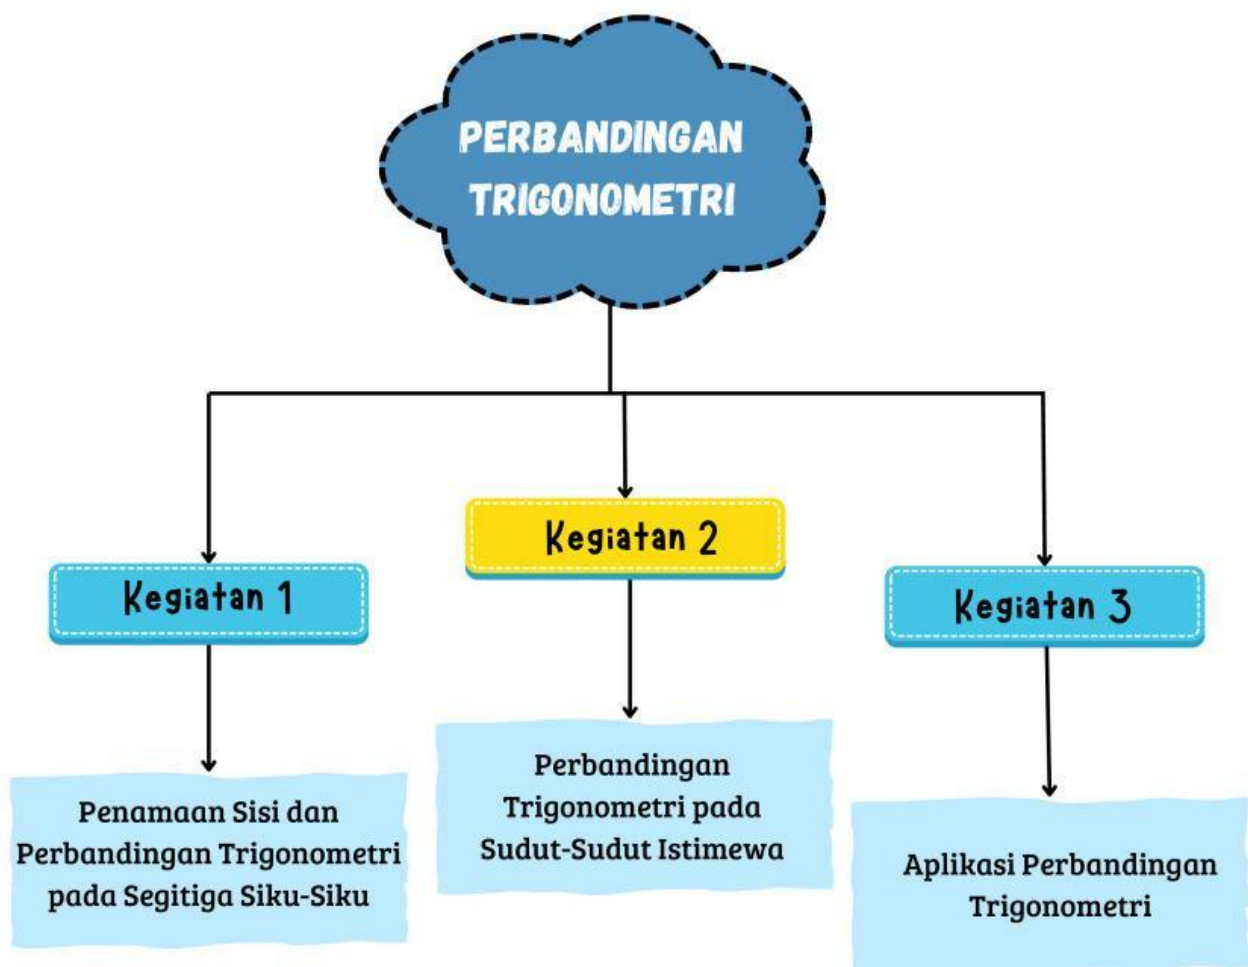 PERBANDINGAN
TRIGONOMETRI
Kegiatan 1
Penamaan Sisi dan
Perbandingan Trigonometri
pada Segitiga Siku-Siku
Kegiatan 2
Perbandingan
Trigonometri pada
Sudut-Sudut Istimewa
Kegiatan 3
Aplikasi Perbandingan
Trigonometri